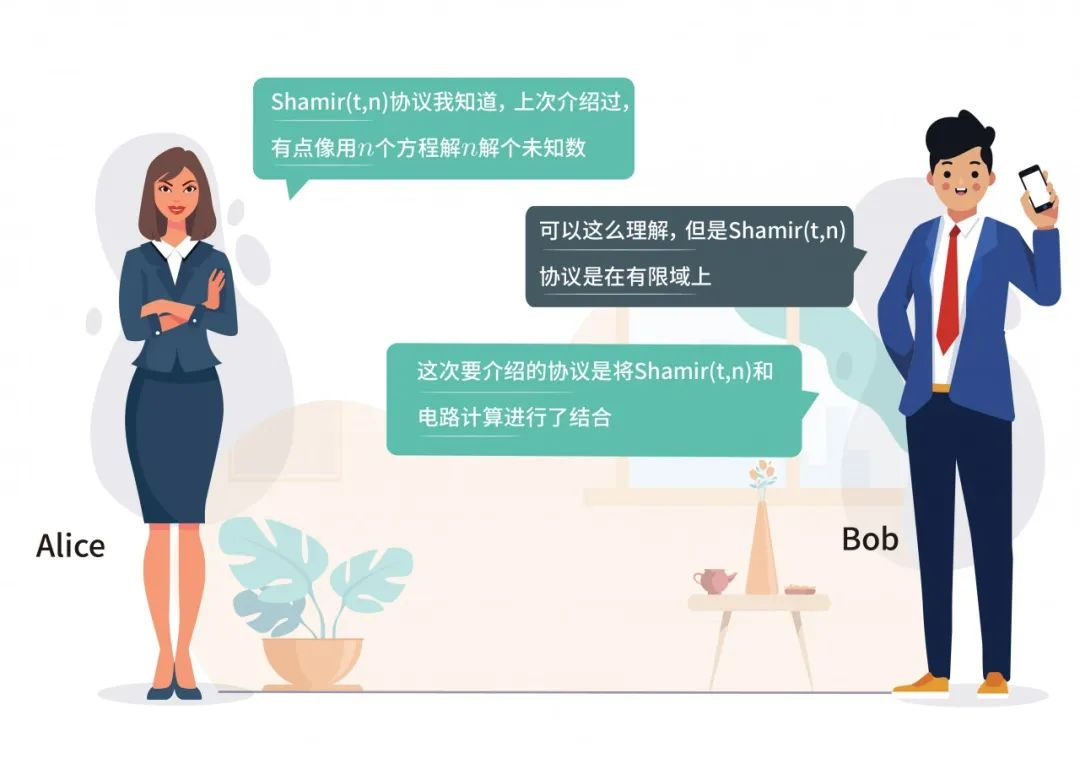 Shamir(t,n)协议我知道，上次介绍过，
有点像用n个方程解n解个未知数
可以这么理解，但是Shamir(t,n)
协议是在有限域上
这次要介绍的协议是将Shamir(t,n)和
电路计算进行了结合
Alice
Bob